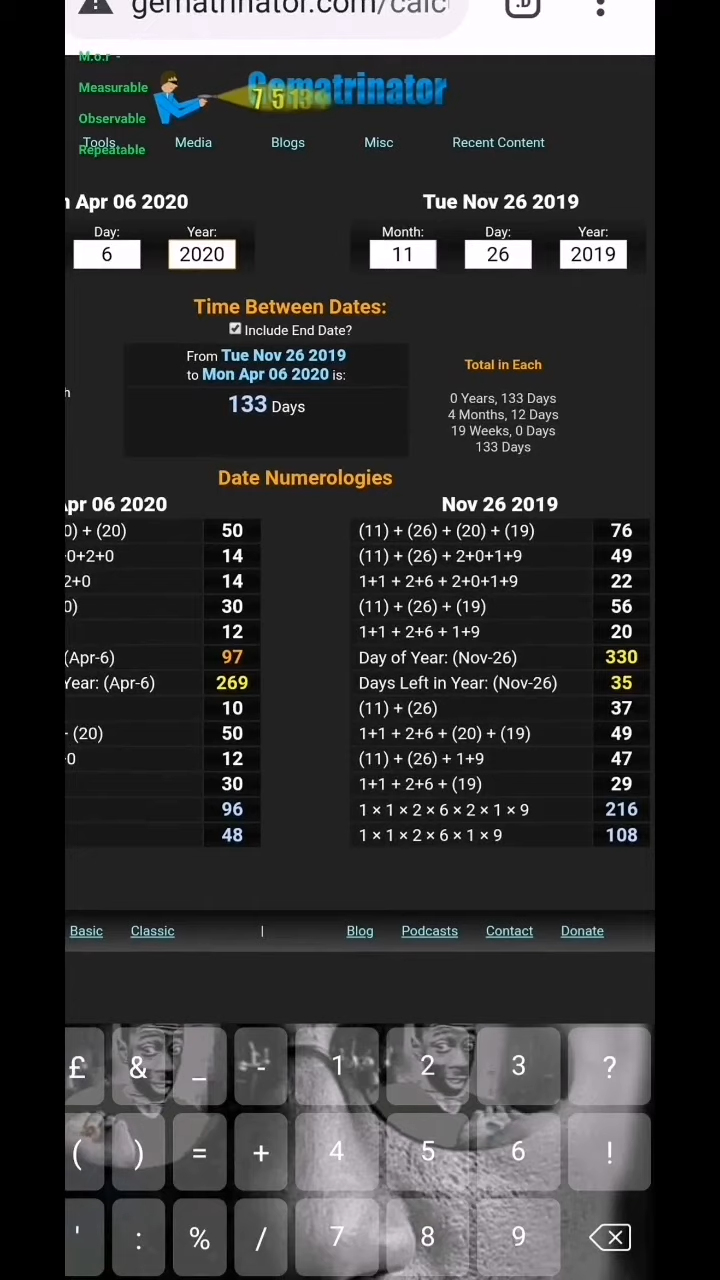 gematrinator.com/calc
:D
M.o.r -
Measurable
Observable
Repeatable
Gematrinator
7 5 13
Tools Media Blogs Misc Recent Content
Apr 06 2020 Tue Nov 26 2019
Day: Year: Month: Day: Year:
6 2020 11 26 2019
Time Between Dates:
Include End Date?
From Tue Nov 26 2019
to Mon Apr 06 2020 is:
133 Days
Total in Each
0 Years, 133 Days
4 Months, 12 Days
19 Weeks, 0 Days
133 Days
h
Date Numerologies
Apr 06 2020 Nov 26 2019
0) + (20) 50 (11) + (26) + (20) + (19) 76
0+2+0 14 (11) + (26) + 2+0+1+9 49
2+0 14 1+1 + 2+6 + 2+0+1+9 22
0) 30 (11) + (26) + (19) 56
12 1+1 + 2+6 + 1+9 20
(Apr-6) 97 Day of Year: (Nov-26) 330
Year: (Apr-6) 269 Days Left in Year: (Nov-26) 35
10 (11) + (26) 37
+ (20) 50 1+1 + 2+6 + (20) + (19) 49
0 12 (11) + (26) + 1+9 47
30 1+1 + 2+6 + (19) 29
96 1 × 1 × 2 × 6 × 2 × 1 × 9 216
48 1 × 1 × 2 × 6 × 1 × 9 108
Basic Classic | Blog Podcasts Contact Donate
£ & _ - 1 2 3 ?
( ) = + 4 5 6 !
' : % / 7 8 9